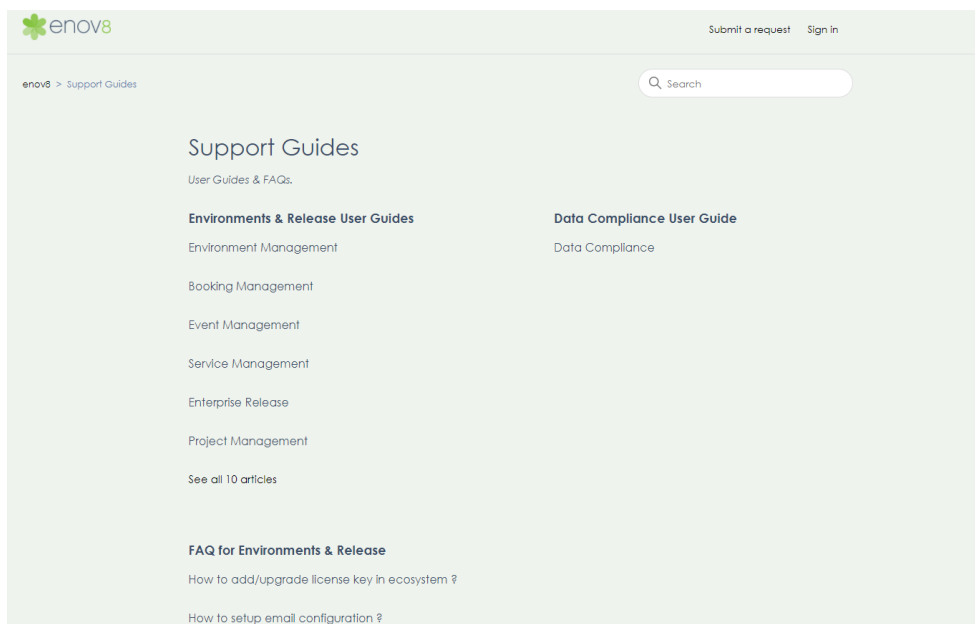 enov8
Submit a request Sign in
enov8 > Support Guides
Search
Support Guides
User Guides & FAQs.
Environments & Release User Guides
Environment Management
Booking Management
Event Management
Service Management
Enterprise Release
Project Management
See all 10 articles
Data Compliance User Guide
Data Compliance
FAQ for Environments & Release
How to add/upgrade license key in ecosystem ?
How to setup email configuration ?